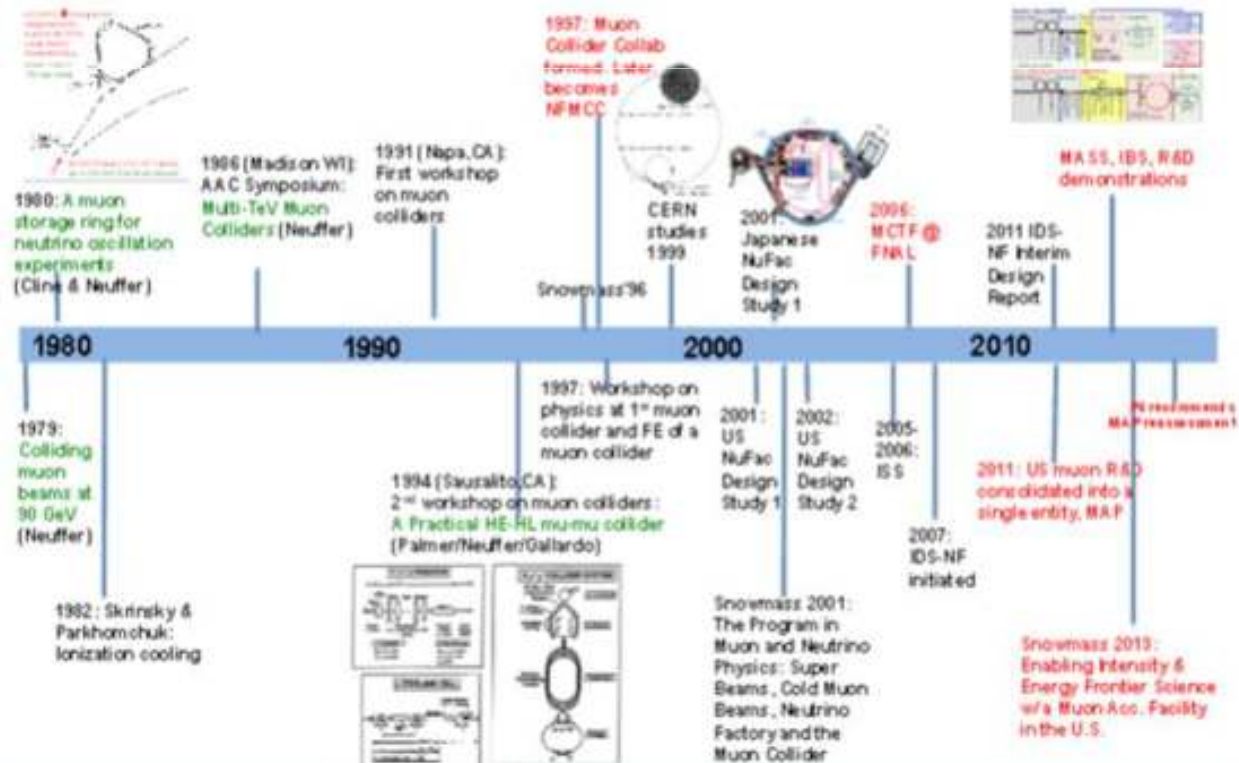 1997: Muon
Collider Collab
formed. Later
becomes
NFMCC
1980: A muon
storage ring for
neutrino oscillation
experiments
(Cline & Neuffer)
1986 (Madison WI):
AAC Symposium:
Multi-TeV Muon
Colliders (Neuffer)
1991 (Napa, CA):
First workshop
on muon
colliders
Snowmass'96
CERN
studies
1999
2001:
Japanese
NuFac
Design
Study 1
2006:
MCTF @
FNAL
2011 IDS-
NF Interim
Design
Report
MASS, IBS, R&D
demonstrations
1980 1990 2000 2010
1979:
Colliding
muon
beams at
90 GeV
(Neuffer)
1982: Skrinsky &
Parkhomchuk:
Ionization cooling
1994 (Sausalito, CA):
2nd workshop on muon colliders:
A Practical HE-HL mu-mu collider
(Palmer/Neuffer/Gallardo)
1997: Workshop on
physics at 1st muon
collider and FE of a
muon collider
2001:
US
NuFac
Design
Study 1
2002:
US
NuFac
Design
Study 2
Snowmass 2001:
The Program in
Muon and Neutrino
Physics: Super
Beams, Cold Muon
Beams, Neutrino
Factory and the
Muon Collider
2005-
2006:
ISS
2007:
IDS-NF
initiated
2011: US muon R&D
consolidated into a
single entity, MAP
recommends
MAP reassessment
Snowmass 2013:
Enabling Intensity &
Energy Frontier Science
w/a Muon Acc. Facility
in the U.S.